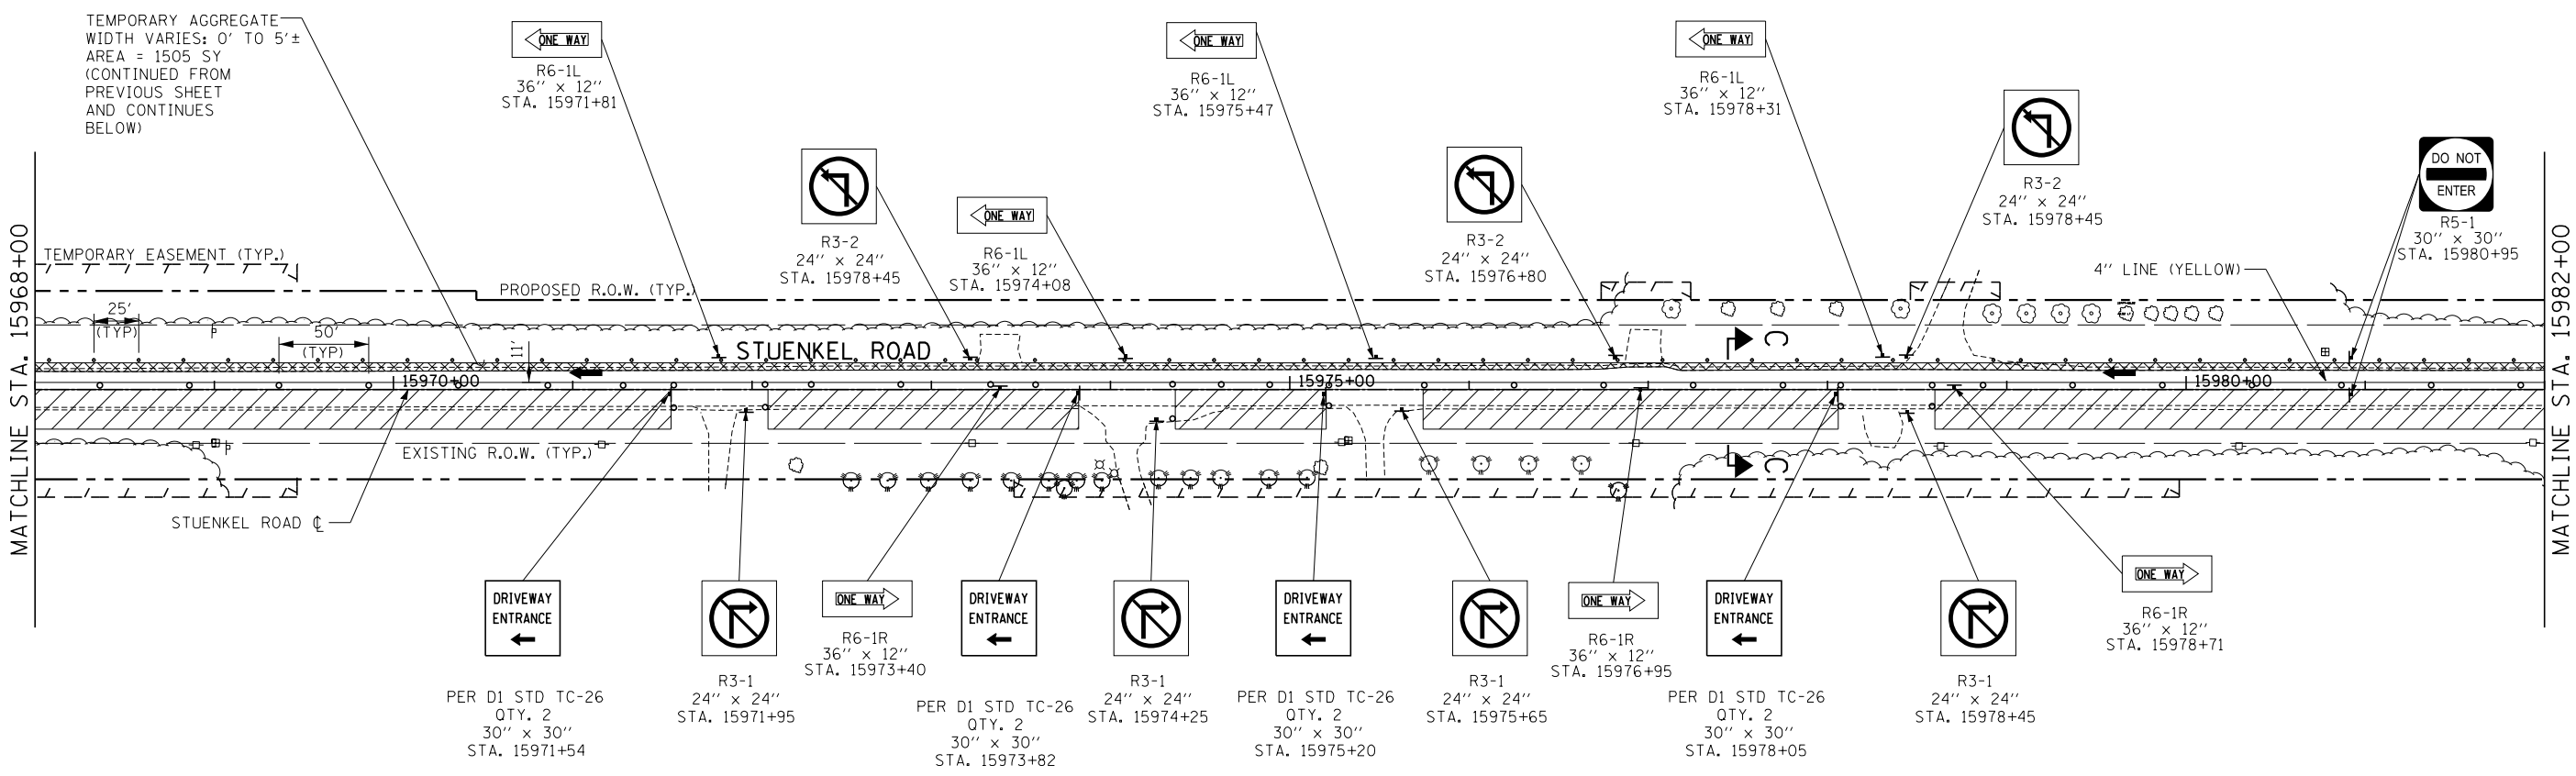 TEMPORARY AGGREGATE
WIDTH VARIES: 0' TO 5'±
AREA = 1505 SY
(CONTINUED FROM
PREVIOUS SHEET
AND CONTINUES
BELOW)
ONE WAY
R6-1L
36" x 12"
STA. 15971+81
R3-2
24" x 24"
STA. 15978+45
ONE WAY
R6-1L
36" x 12"
STA. 15974+08
ONE WAY
R6-1L
36" x 12"
STA. 15975+47
R3-2
24" x 24"
STA. 15976+80
ONE WAY
R6-1L
36" x 12"
STA. 15978+31
R3-2
24" x 24"
STA. 15978+45
DO NOT
ENTER
R5-1
30" x 30"
STA. 15980+95
4" LINE (YELLOW)
MATCHLINE STA. 15968+00
MATCHLINE STA. 15982+00
TEMPORARY EASEMENT (TYP.)
PROPOSED R.O.W. (TYP.)
25'
(TYP)
50'
(TYP)
11'
P
STUENKEL ROAD
C
15970+00
15975+00
15980+00
EXISTING R.O.W. (TYP.)
P
C
STUENKEL ROAD ℄
DRIVEWAY
ENTRANCE
PER D1 STD TC-26
QTY. 2
30" x 30"
STA. 15971+54
R3-1
24" x 24"
STA. 15971+95
ONE WAY
R6-1R
36" x 12"
STA. 15973+40
DRIVEWAY
ENTRANCE
PER D1 STD TC-26
QTY. 2
30" x 30"
STA. 15973+82
R3-1
24" x 24"
STA. 15974+25
DRIVEWAY
ENTRANCE
PER D1 STD TC-26
QTY. 2
30" x 30"
STA. 15975+20
R3-1
24" x 24"
STA. 15975+65
ONE WAY
R6-1R
36" x 12"
STA. 15976+95
DRIVEWAY
ENTRANCE
PER D1 STD TC-26
QTY. 2
30" x 30"
STA. 15978+05
R3-1
24" x 24"
STA. 15978+45
ONE WAY
R6-1R
36" x 12"
STA. 15978+71